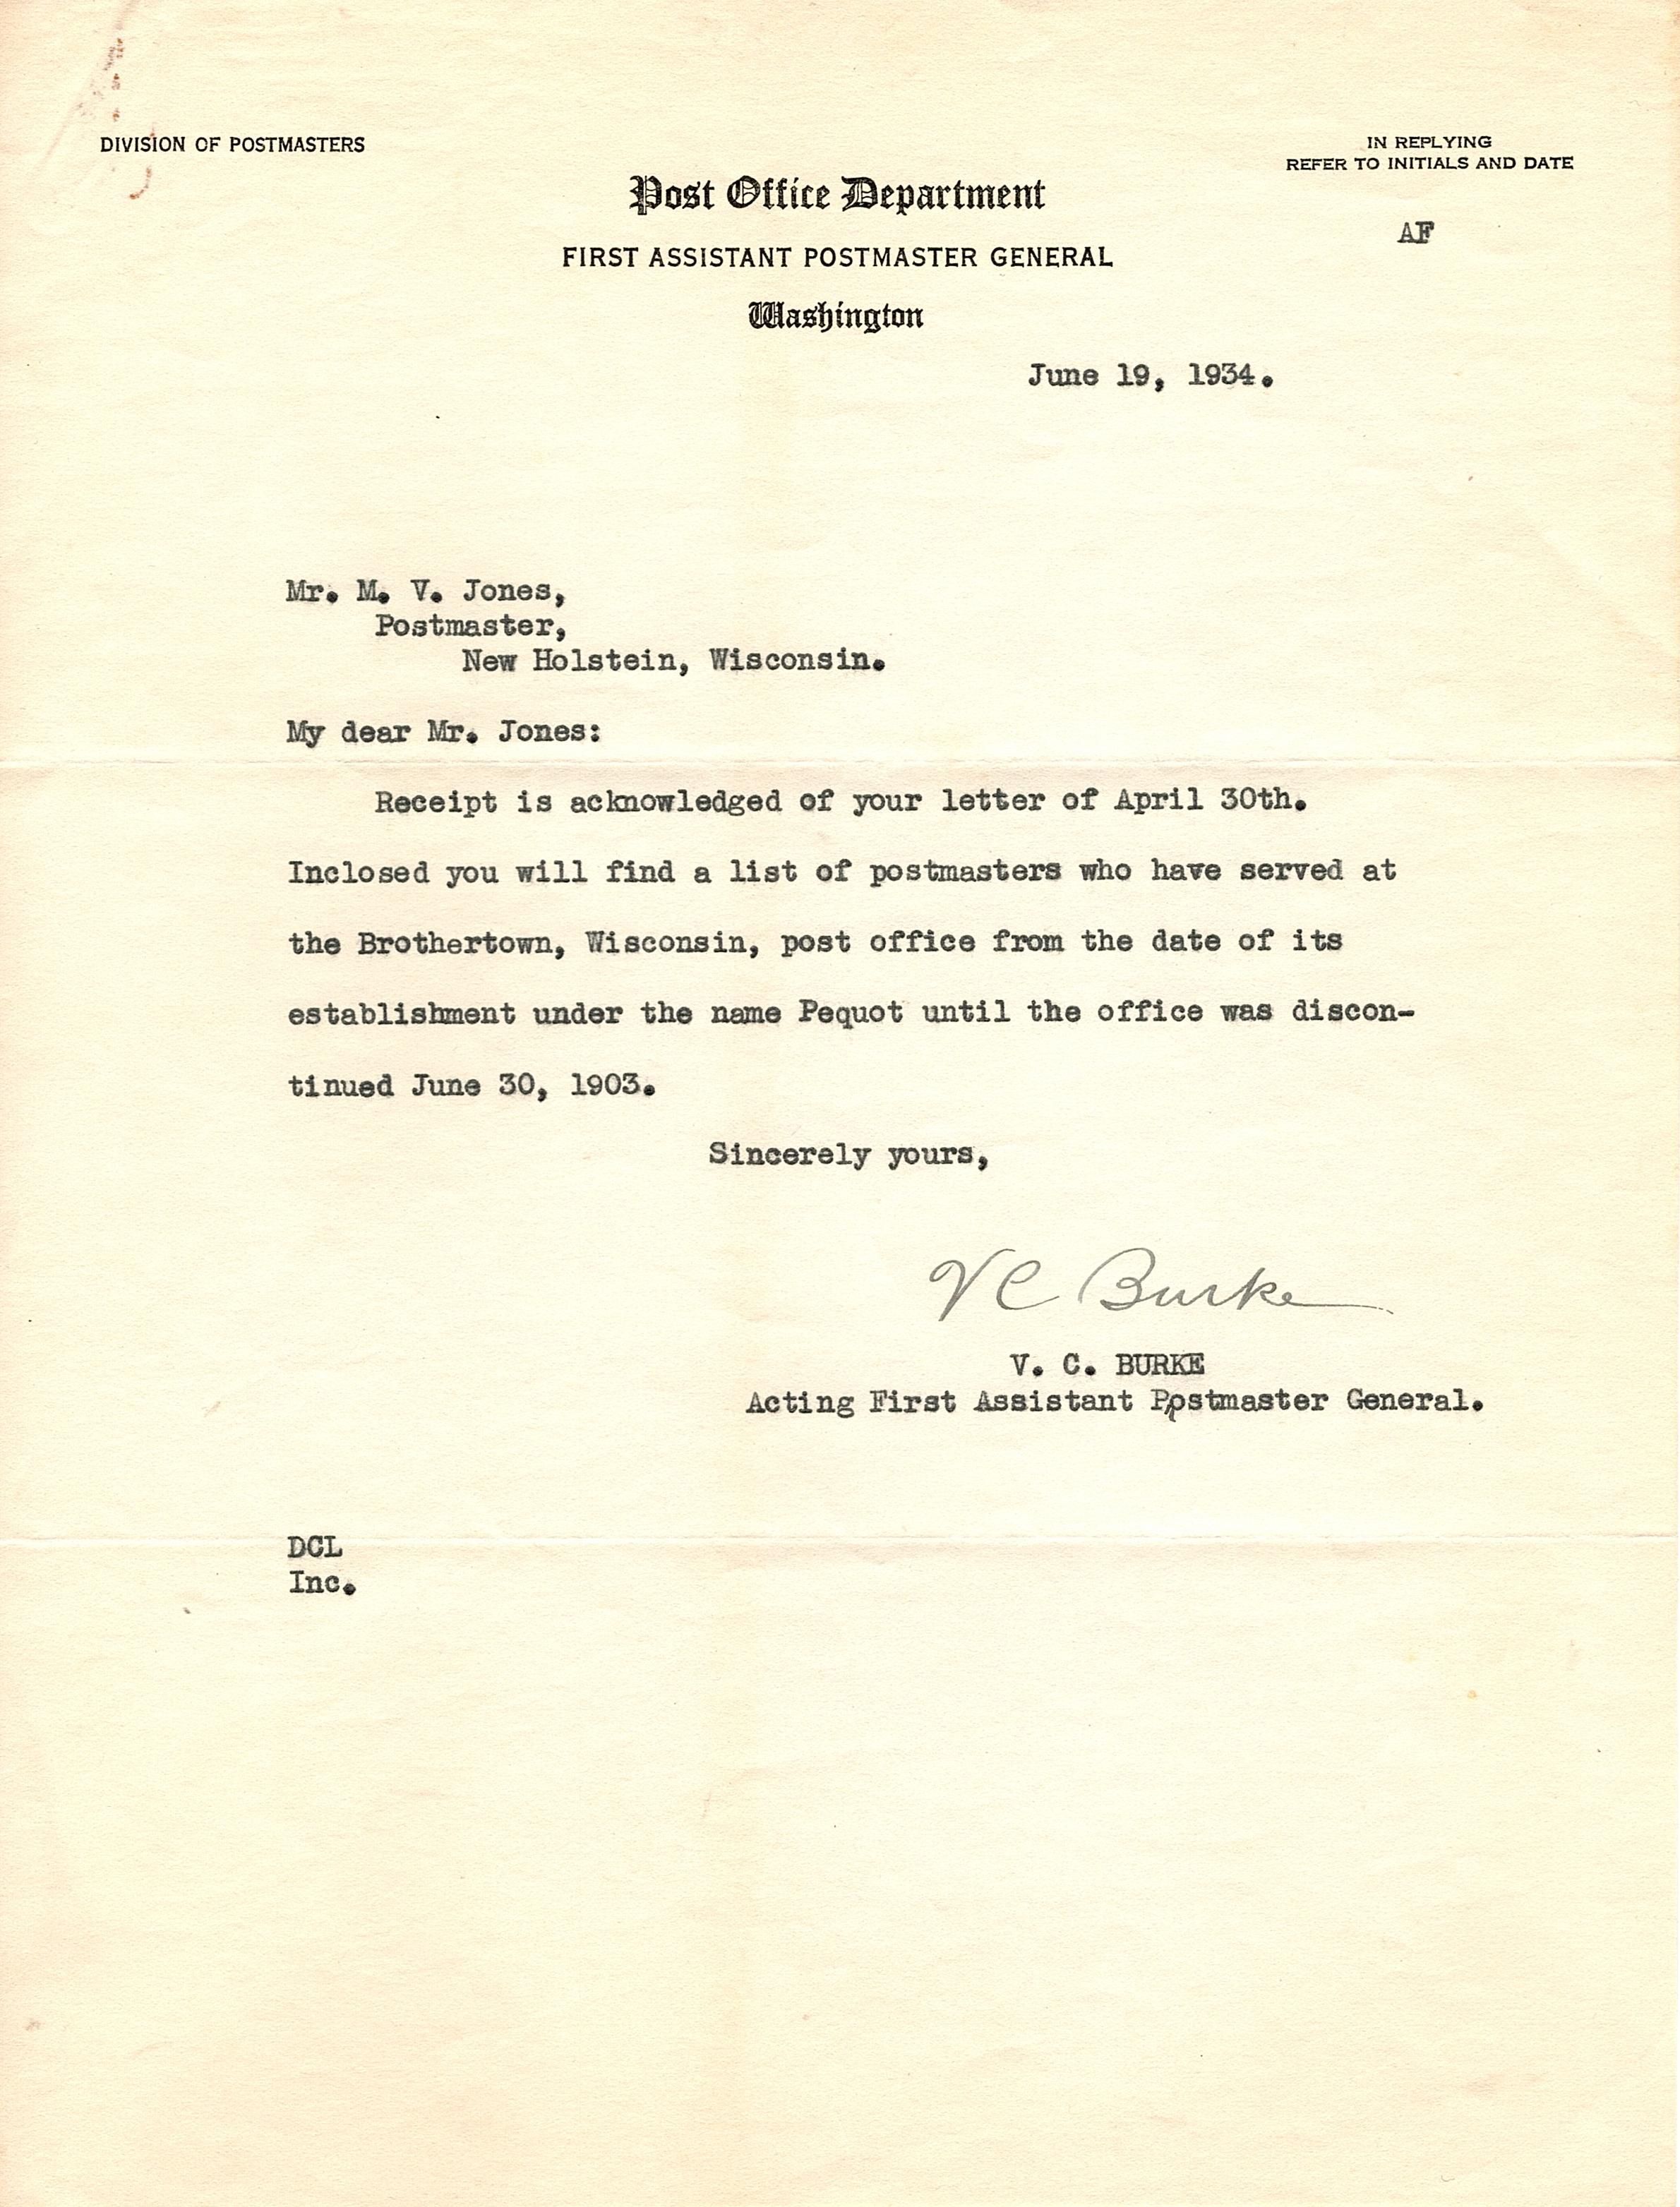 DIVISION OF POSTMASTERS
IN REPLYING
REFER TO INITIALS AND DATE
Post Office Department
AF
FIRST ASSISTANT POSTMASTER GENERAL
Washington
June 19, 1934.
Mr. M. V. Jones,
Postmaster,
New Holstein, Wisconsin.
My dear Mr. Jones:
Receipt is acknowledged of your letter of April 30th.
Inclosed you will find a list of postmasters who have served at
the Brothertown, Wisconsin, post office from the date of its
establishment under the name Pequot until the office was discon-
tinued June 30, 1903.
Sincerely yours,
V C Burke
V. C. BURKE
Acting First Assistant Postmaster General.
DCL
Inc.